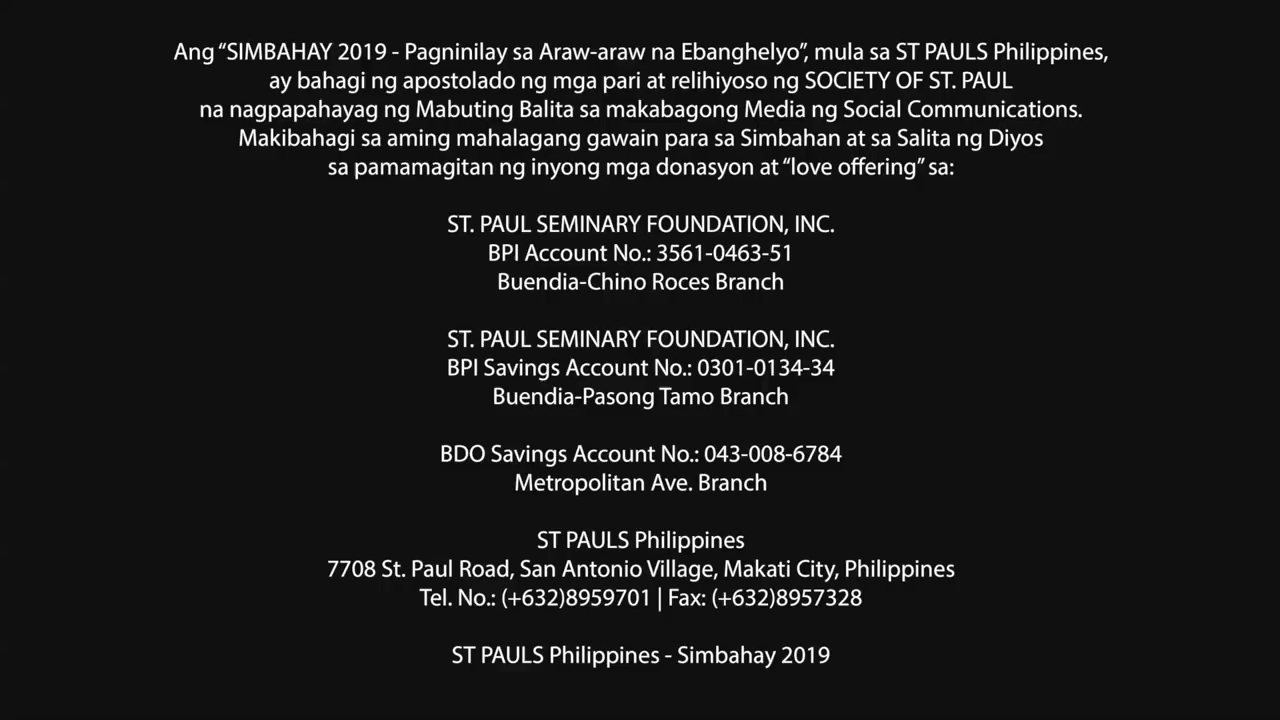 Ang “SIMBAHAY 2019 - Pagninilay sa Araw-araw na Ebanghelyo”, mula sa ST PAULS Philippines,
ay bahagi ng apostolado ng mga pari at relihiyoso ng SOCIETY OF ST. PAUL
na nagpapahayag ng Mabuting Balita sa makabagong Media ng Social Communications.
Makibahagi sa aming mahalagang gawain para sa Simbahan at sa Salita ng Diyos
sa pamamagitan ng inyong mga donasyon at “love offering” sa:
ST. PAUL SEMINARY FOUNDATION, INC.
BPI Account No.: 3561-0463-51
Buendia-Chino Roces Branch
ST. PAUL SEMINARY FOUNDATION, INC.
BPI Savings Account No.: 0301-0134-34
Buendia-Pasong Tamo Branch
BDO Savings Account No.: 043-008-6784
Metropolitan Ave. Branch
ST PAULS Philippines
7708 St. Paul Road, San Antonio Village, Makati City, Philippines
Tel. No.: (+632)8959701 | Fax: (+632)8957328
ST PAULS Philippines - Simbahay 2019